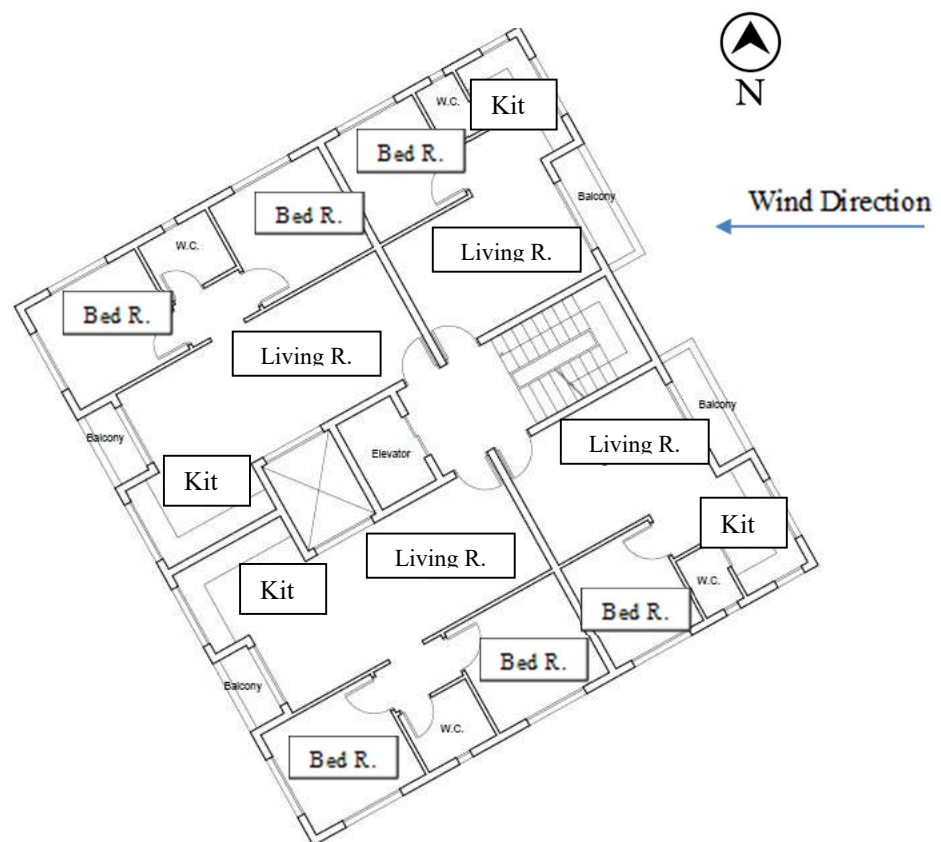 N
Wind Direction
Kit
W.C.
Bed R.
Balcony
Bed R.
Living R.
W.C.
Bed R.
Living R.
Balcony
Balcony
Living R.
Elevator
Kit
Kit
Living R.
W.C.
Kit
Bed R.
Bed R.
Balcony
W.C.
Bed R.